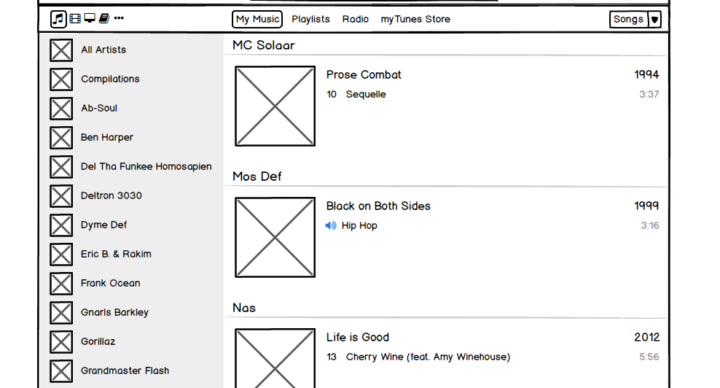 My Music Playlists Radio myTunes Store Songs
All Artists
Compilations
Ab-Soul
Ben Harper
Del Tha Funkee Homosapien
Deltron 3030
Dyme Def
Eric B. & Rakim
Frank Ocean
Gnarls Barkley
Gorillaz
Grandmaster Flash
MC Solaar
Prose Combat 1994
10 Sequelle 3:37
Mos Def
Black on Both Sides 1999
Hip Hop 3:16
Nas
Life is Good 2012
13 Cherry Wine (feat. Amy Winehouse) 5:56